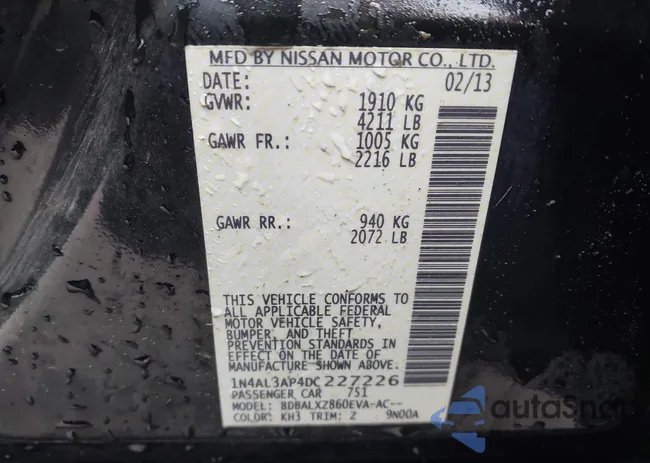 MFD BY NISSAN MOTOR CO., LTD.
DATE: 02/13
GVWR: 1910 KG
4211 LB
GAWR FR.: 1005 KG
2216 LB
GAWR RR.: 940 KG
2072 LB
THIS VEHICLE CONFORMS TO
ALL APPLICABLE FEDERAL
MOTOR VEHICLE SAFETY,
BUMPER, AND THEFT
PREVENTION STANDARDS IN
EFFECT ON THE DATE OF
MANUFACTURE SHOWN ABOVE.
1N4AL3AP4DC227226
PASSENGER CAR 751
MODEL: BDBALXZ860EVA-AC--
COLOR: KH3 TRIM: 2 9N00A
autoSnap